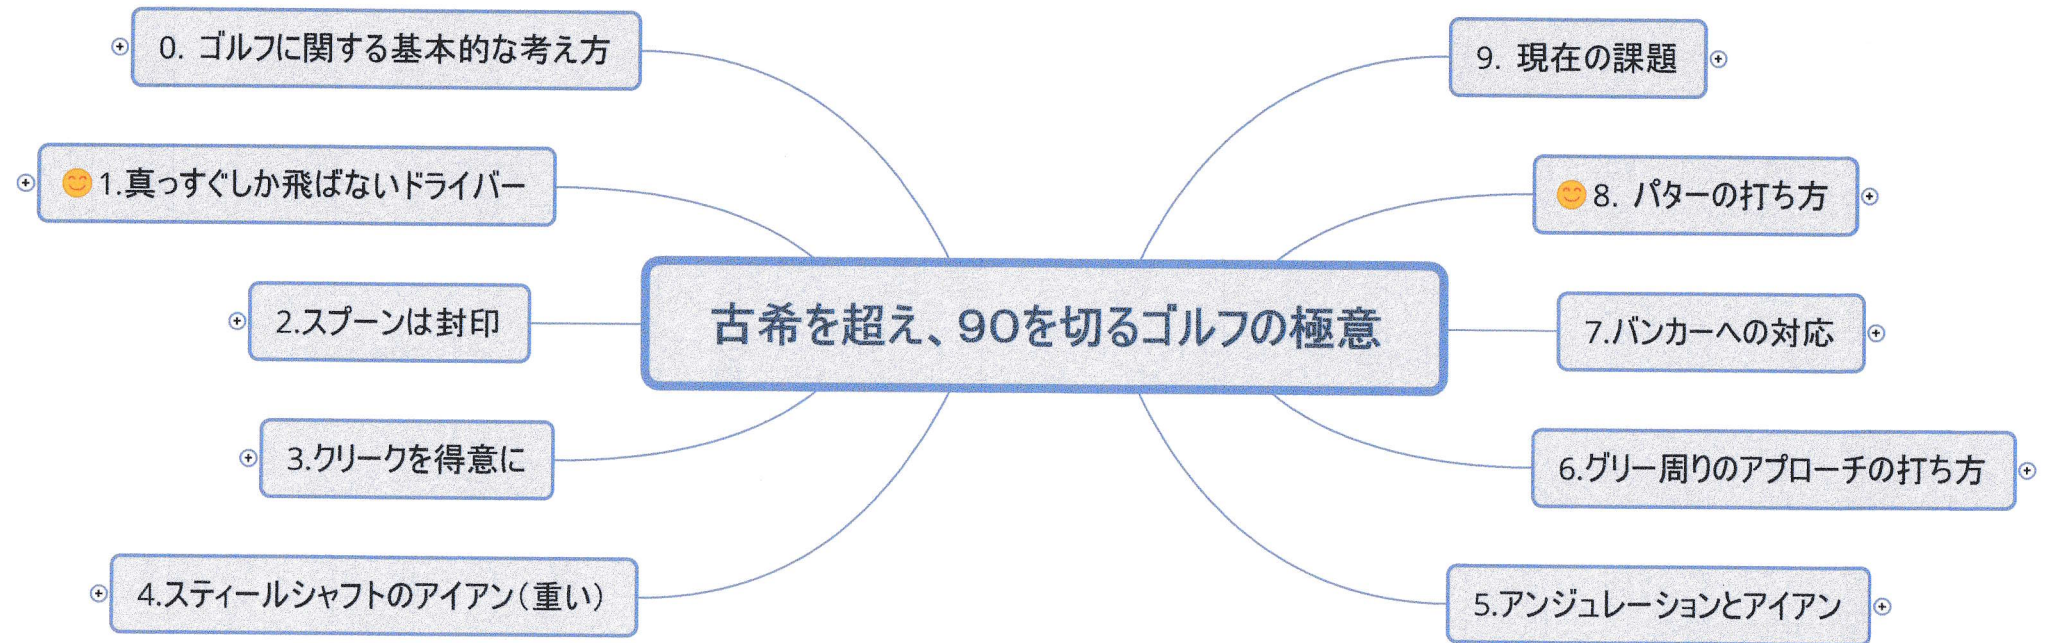 0. ゴルフに関する基本的な考え方
1.真っすぐしか飛ばないドライバー
2.スプーンは封印
3.クリークを得意に
4.スティールシャフトのアイアン(重い)
古希を超え、90を切るゴルフの極意
9. 現在の課題
8. パターの打ち方
7.バンカーへの対応
6.グリー周りのアプローチの打ち方
5.アンジュレーションとアイアン